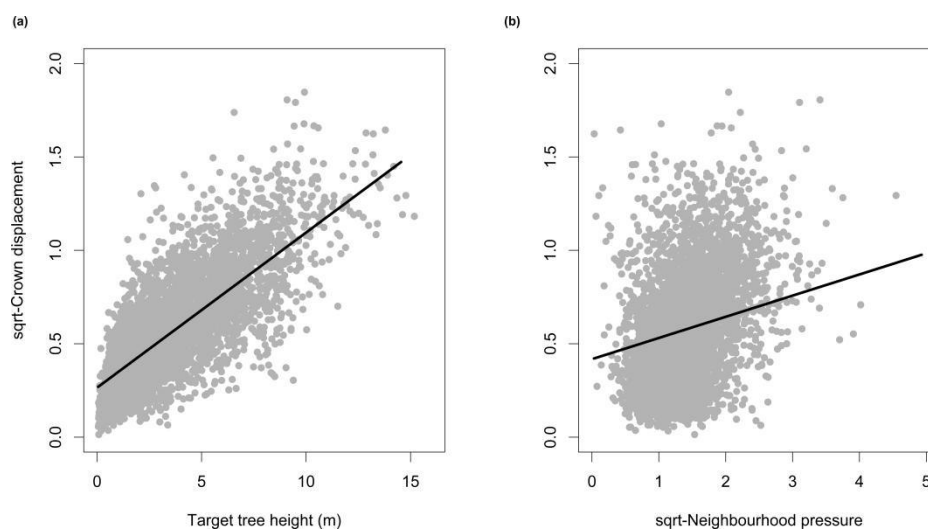 (a)
(b)
2.0
1.5
1.0
0.5
0.0
sqrt-Crown displacement
0 5 10 15
Target tree height (m)
2.0
1.5
1.0
0.5
0.0
0 1 2 3 4 5
sqrt-Neighbourhood pressure